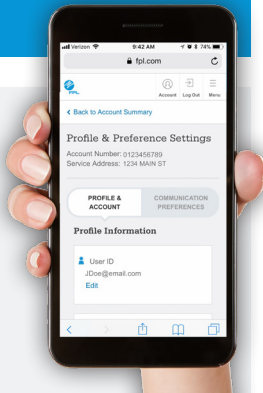 Verizon 9:42 AM 74%
fpl.com
FPL
Account Log Out Menu
Back to Account Summary
Profile & Preference Settings
Account Number: 0123456789
Service Address: 1234 MAIN ST
PROFILE & ACCOUNT
COMMUNICATION PREFERENCES
Profile Information
User ID
JDoe@email.com
Edit